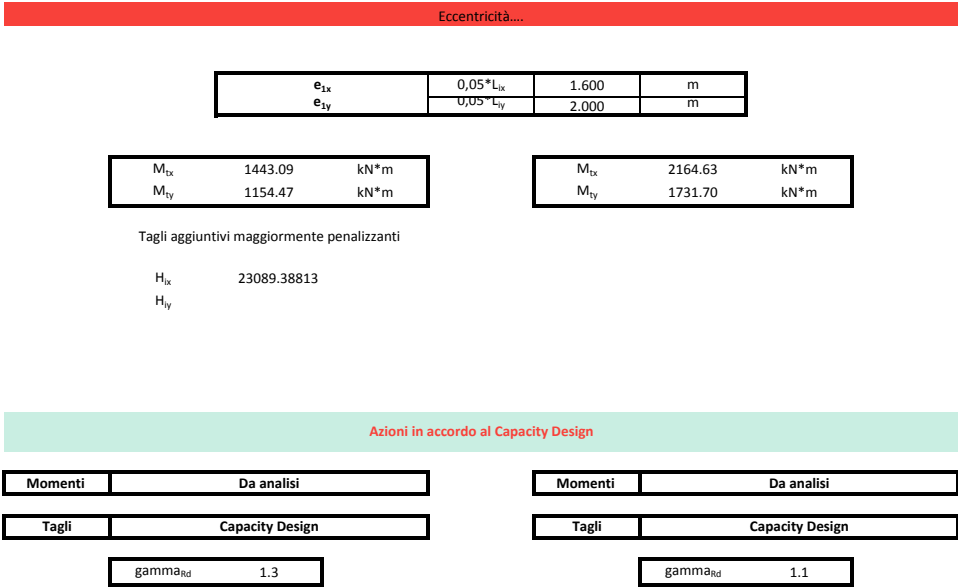 Eccentricità....
e1x 0,05*Lix 1.600 m
e1y 0,05*Liy 2.000 m
Mtx 1443.09 kN*m Mtx 2164.63 kN*m
Mty 1154.47 kN*m Mty 1731.70 kN*m
Tagli aggiuntivi maggiormente penalizzanti
Hix 23089.38813
Hiy
Azioni in accordo al Capacity Design
Momenti Da analisi Momenti Da analisi
Tagli Capacity Design Tagli Capacity Design
gammaRd 1.3 gammaRd 1.1